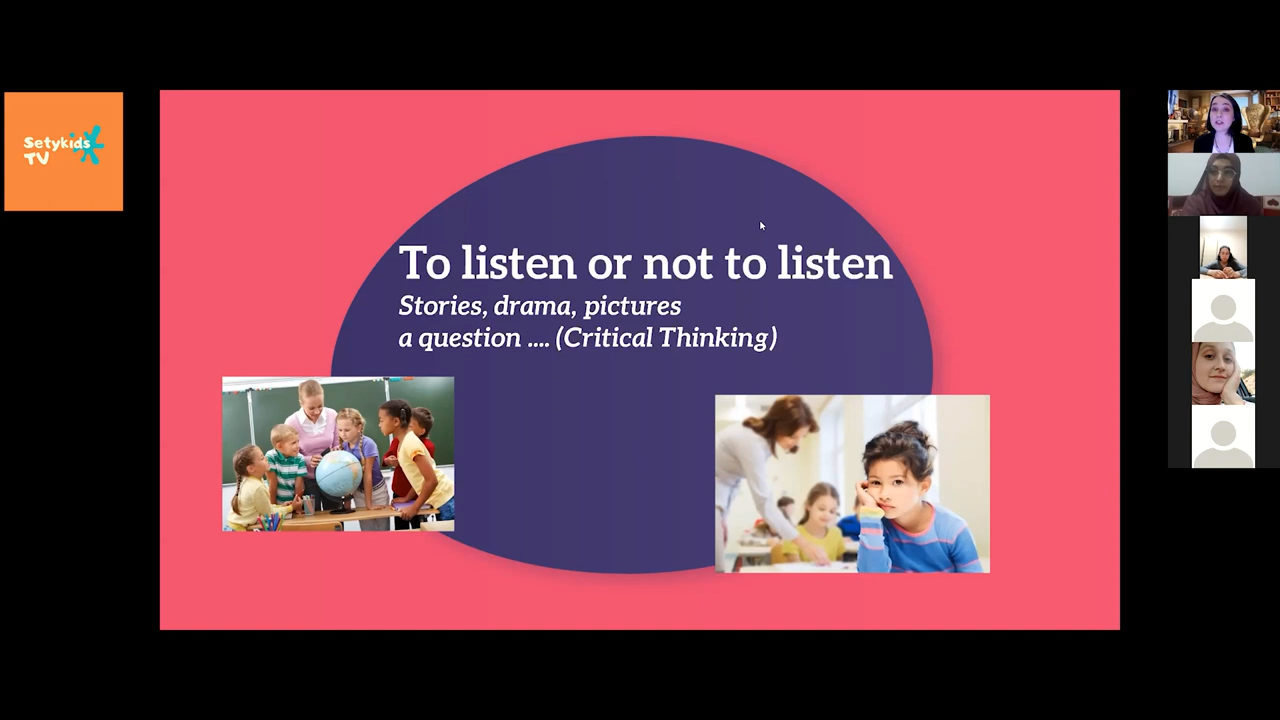 Setykids
TV
To listen or not to listen
Stories, drama, pictures
a question .... (Critical Thinking)